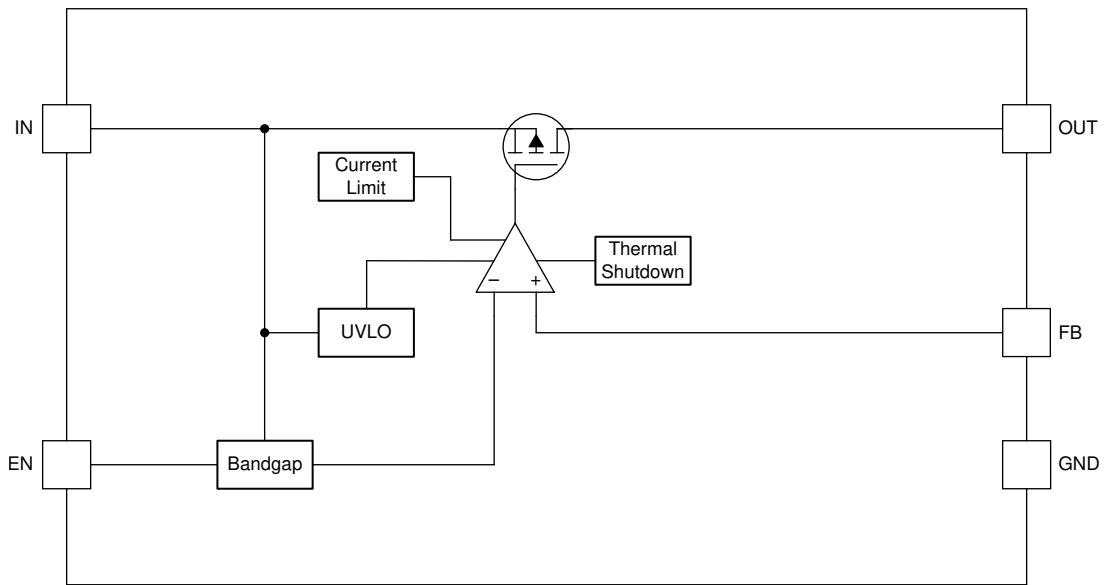 IN
OUT
Current
Limit
Thermal
Shutdown
−
+
UVLO
FB
EN
Bandgap
GND